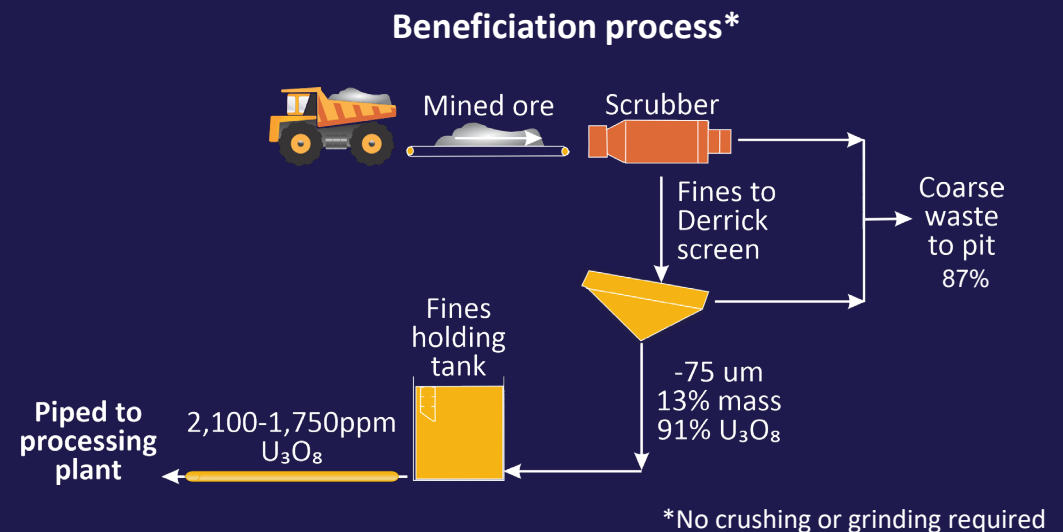 Beneficiation process*
Mined ore
Scrubber
Fines to
Derrick
screen
Coarse
waste
to pit
87%
Fines
holding
tank
-75 um
13% mass
91% U₃O₈
2,100-1,750ppm
U₃O₈
Piped to
processing
plant
*No crushing or grinding required